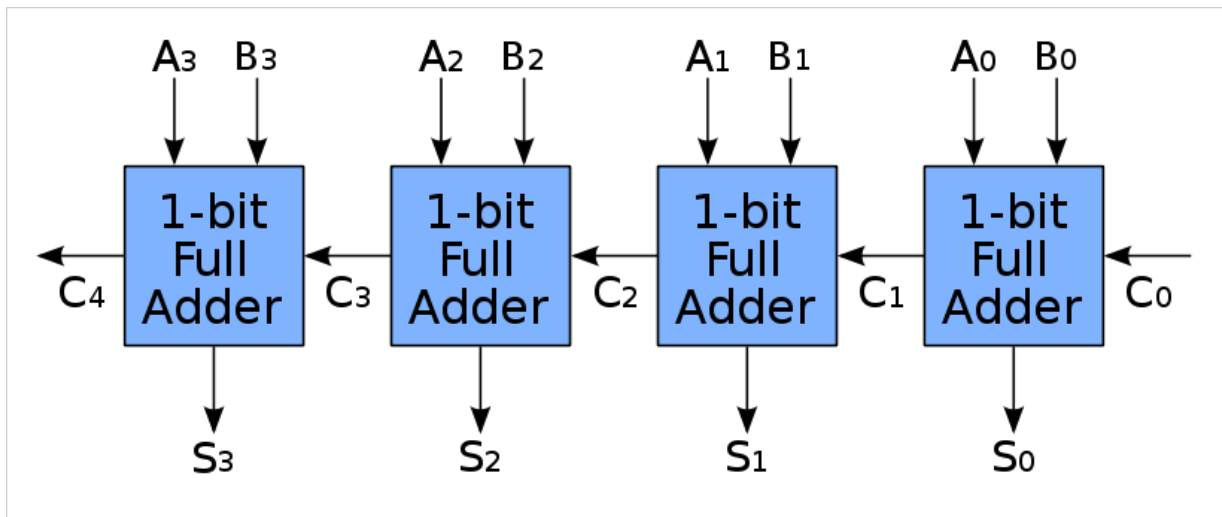 A3 B3 A2 B2 A1 B1 A0 B0
1-bit Full Adder
1-bit Full Adder
1-bit Full Adder
1-bit Full Adder
C4 C3 C2 C1 C0
S3 S2 S1 S0